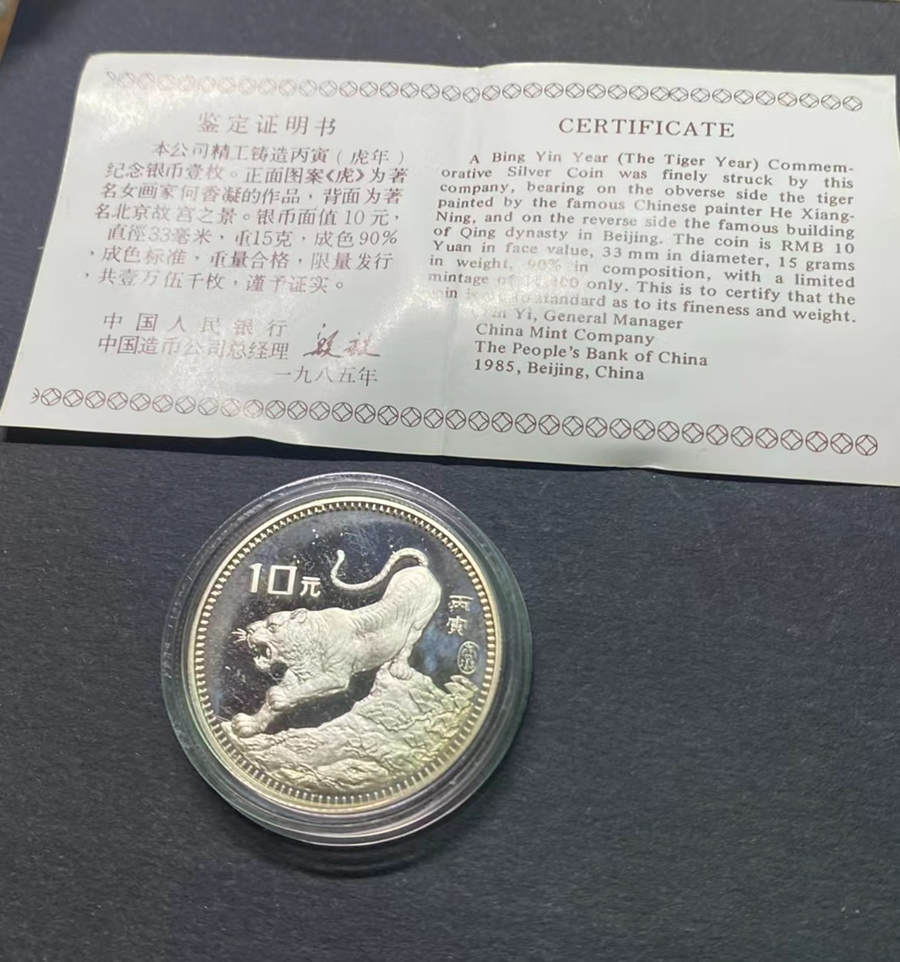 鉴定证明书
本公司精工铸造丙寅(虎年)
纪念银币壹枚。正面图案《虎》为著
名女画家何香凝的作品,背面为著
名北京故宫之景。银币面值10元,
直径33毫米,重15克,成色90%
,成色标准,重量合格,限量发行
,共壹万伍千枚,谨予证实。
中国人民银行
中国造币公司总经理
一九八五年
CERTIFICATE
A Bing Yin Year (The Tiger Year) Commem-
orative Silver Coin was finely struck by this
company, bearing on the obverse side the tiger
painted by the famous Chinese painter He Xiang-
Ning, and on the reverse side the famous building
of Qing dynasty in Beijing. The coin is RMB 10
Yuan in face value, 33 mm in diameter, 15 grams
in weight, 90% in composition, with a limited
mintage of only. This is to certify that the
standard as to its fineness and weight.
Yi, General Manager
China Mint Company
The People's Bank of China
1985, Beijing, China
10元
丙寅